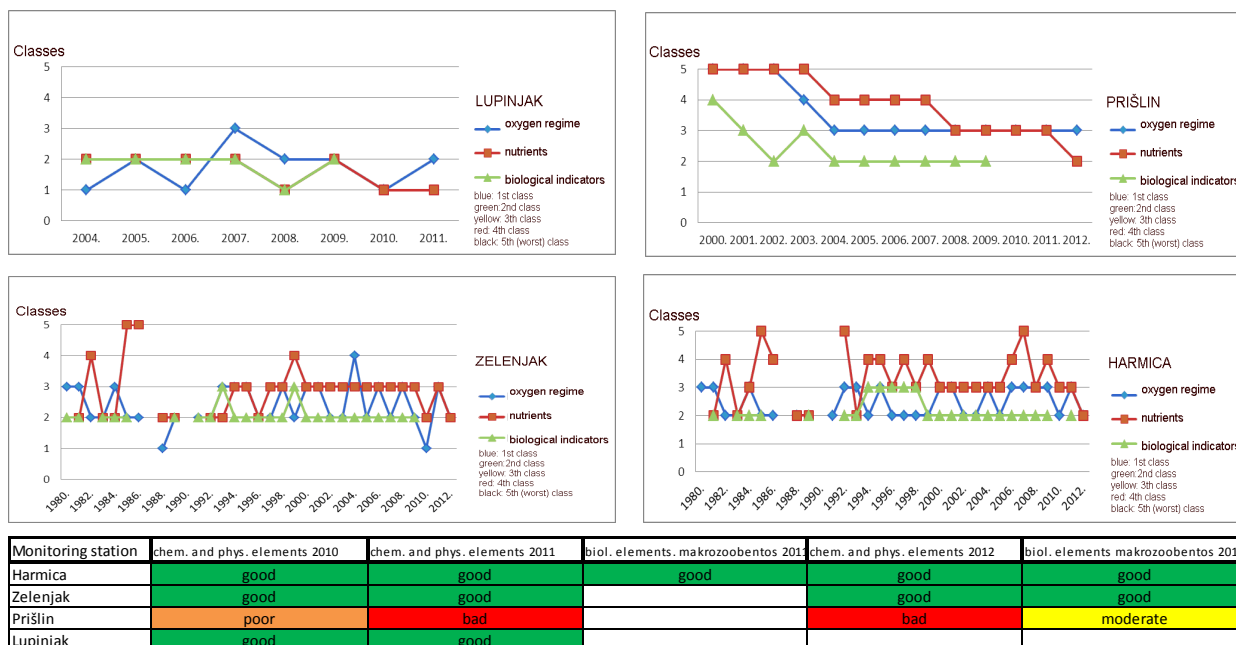 Classes
5
4
3
2
1
0
2004. 2005. 2006. 2007. 2008. 2009. 2010. 2011.
LUPINJAK
oxygen regime
nutrients
biological indicators
blue: 1st class
green:2nd class
yellow: 3th class
red: 4th class
black: 5th (worst) class
Classes
5
4
3
2
1
0
2000. 2001. 2002. 2003. 2004. 2005. 2006. 2007. 2008. 2009. 2010. 2011. 2012.
PRIŠLIN
oxygen regime
nutrients
biological indicators
blue: 1st class
green:2nd class
yellow: 3th class
red: 4th class
black: 5th (worst) class
Classes
5
4
3
2
1
0
1980. 1982. 1984. 1986. 1988. 1990. 1992. 1994. 1996. 1998. 2000. 2002. 2004. 2006. 2008. 2010. 2012.
ZELENJAK
oxygen regime
nutrients
biological indicators
blue: 1st class
green:2nd class
yellow: 3th class
red: 4th class
black: 5th (worst) class
Classes
5
4
3
2
1
0
1980. 1982. 1984. 1986. 1988. 1990. 1992. 1994. 1996. 1998. 2000. 2002. 2004. 2006. 2008. 2010. 2012.
HARMICA
oxygen regime
nutrients
biological indicators
blue: 1st class
green:2nd class
yellow: 3th class
red: 4th class
black: 5th (worst) class
Monitoring station chem. and phys. elements 2010 chem. and phys. elements 2011 biol. elements. makrozoobentos 2011 chem. and phys. elements 2012 biol. elements makrozoobentos 201
Harmica good good good good good
Zelenjak good good good good
Prišlin poor bad bad moderate
Lupinjak good good